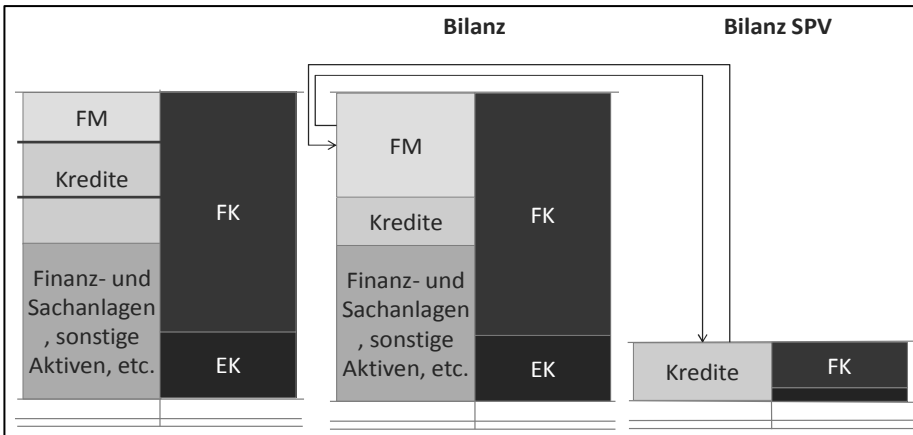 Bilanz
Bilanz SPV
FM
Kredite
Finanz- und
Sachanlagen
, sonstige
Aktiven, etc.
FK
EK
FM
Kredite
Finanz- und
Sachanlagen
, sonstige
Aktiven, etc.
FK
EK
Kredite
FK